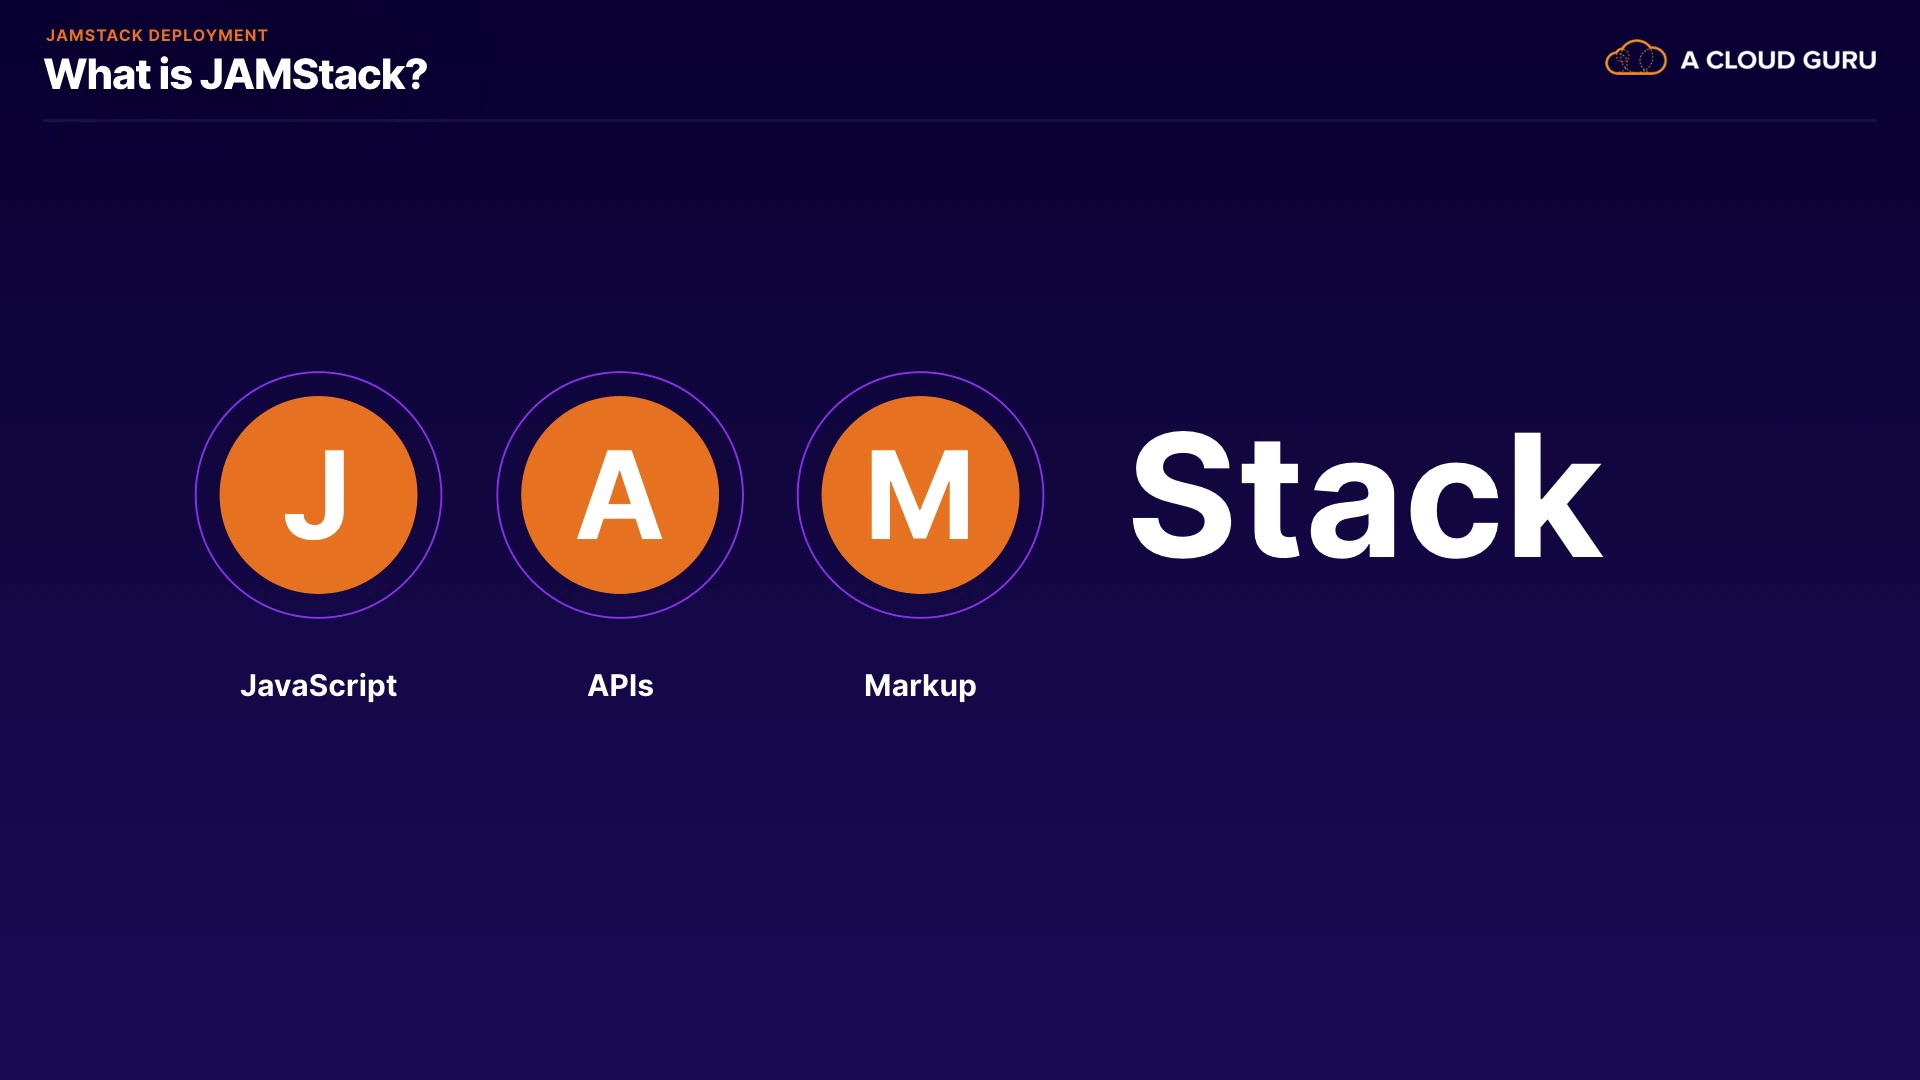 JAMSTACK DEPLOYMENT
What is JAMStack?
A CLOUD GURU
J A M Stack
JavaScript APIs Markup